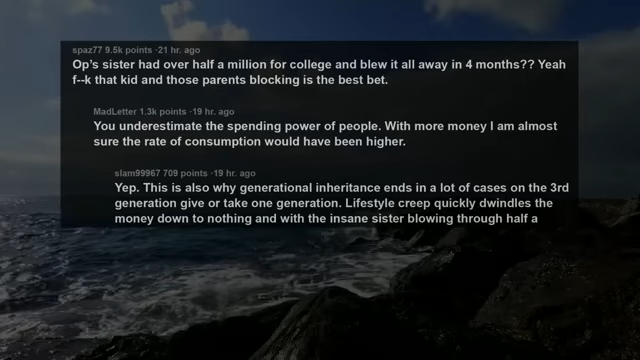 spaz77 9.5k points ·21 hr. ago
Op's sister had over half a million for college and blew it all away in 4 months?? Yeah
f--k that kid and those parents blocking is the best bet.
MadLetter 1.3k points ·19 hr. ago
You underestimate the spending power of people. With more money I am almost
sure the rate of consumption would have been higher.
slam99967 709 points ·19 hr. ago
Yep. This is also why generational inheritance ends in a lot of cases on the 3rd
generation give or take one generation. Lifestyle creep quickly dwindles the
money down to nothing and with the insane sister blowing through half a